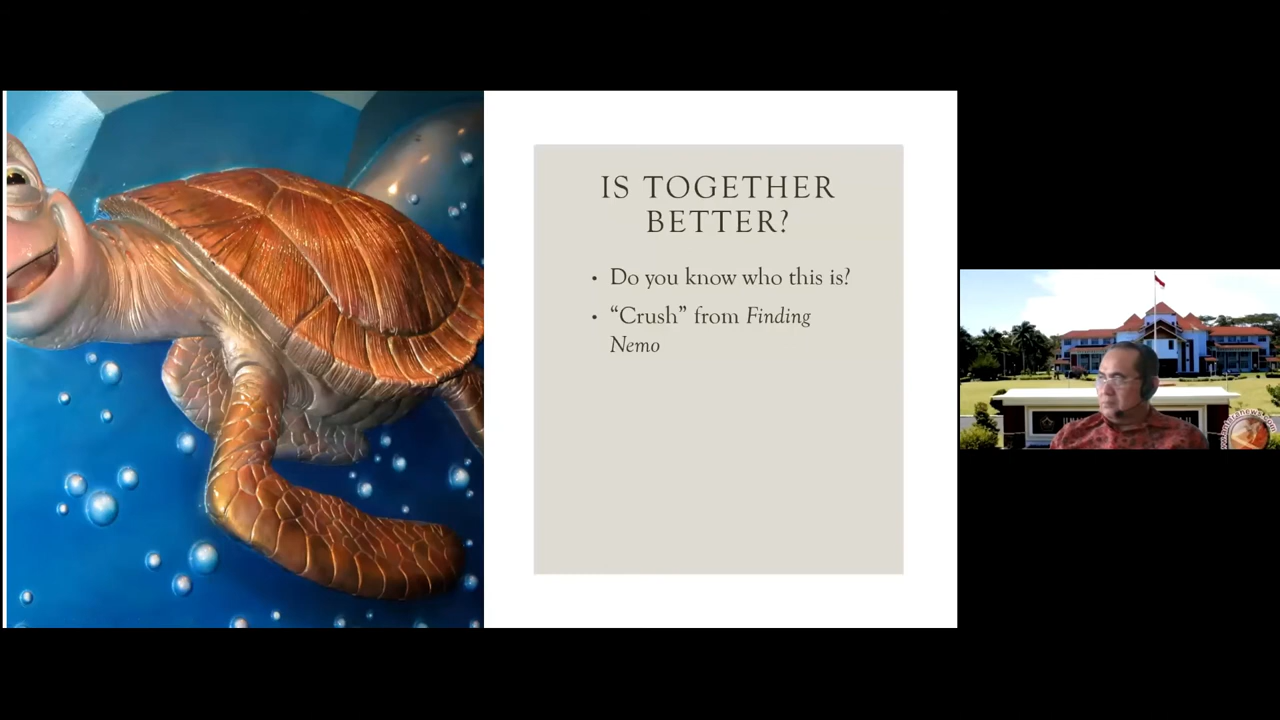 IS TOGETHER
BETTER?
• Do you know who this is?
• “Crush” from Finding
Nemo